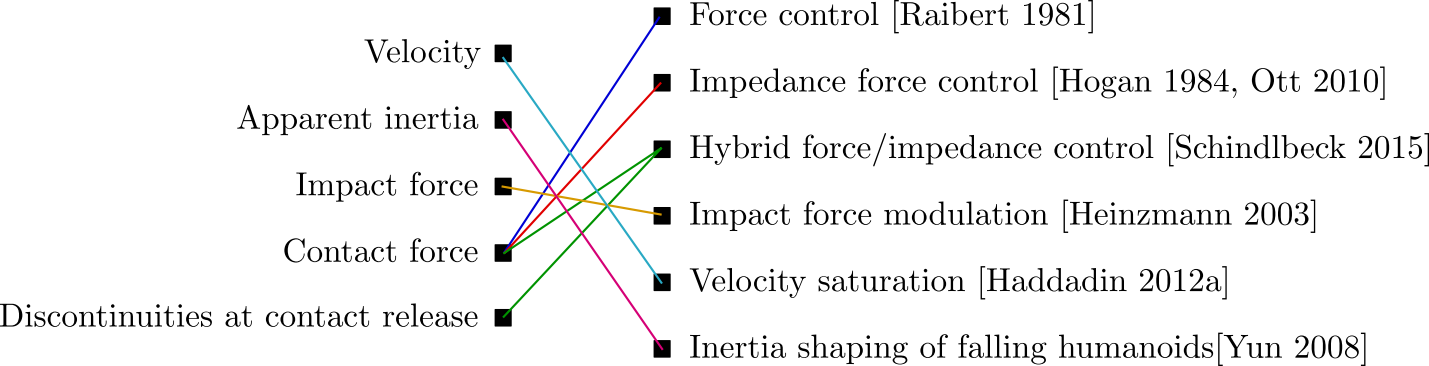 Velocity
Apparent inertia
Impact force
Contact force
Discontinuities at contact release
Force control [Raibert 1981]
Impedance force control [Hogan 1984, Ott 2010]
Hybrid force/impedance control [Schindlbeck 2015]
Impact force modulation [Heinzmann 2003]
Velocity saturation [Haddadin 2012a]
Inertia shaping of falling humanoids[Yun 2008]